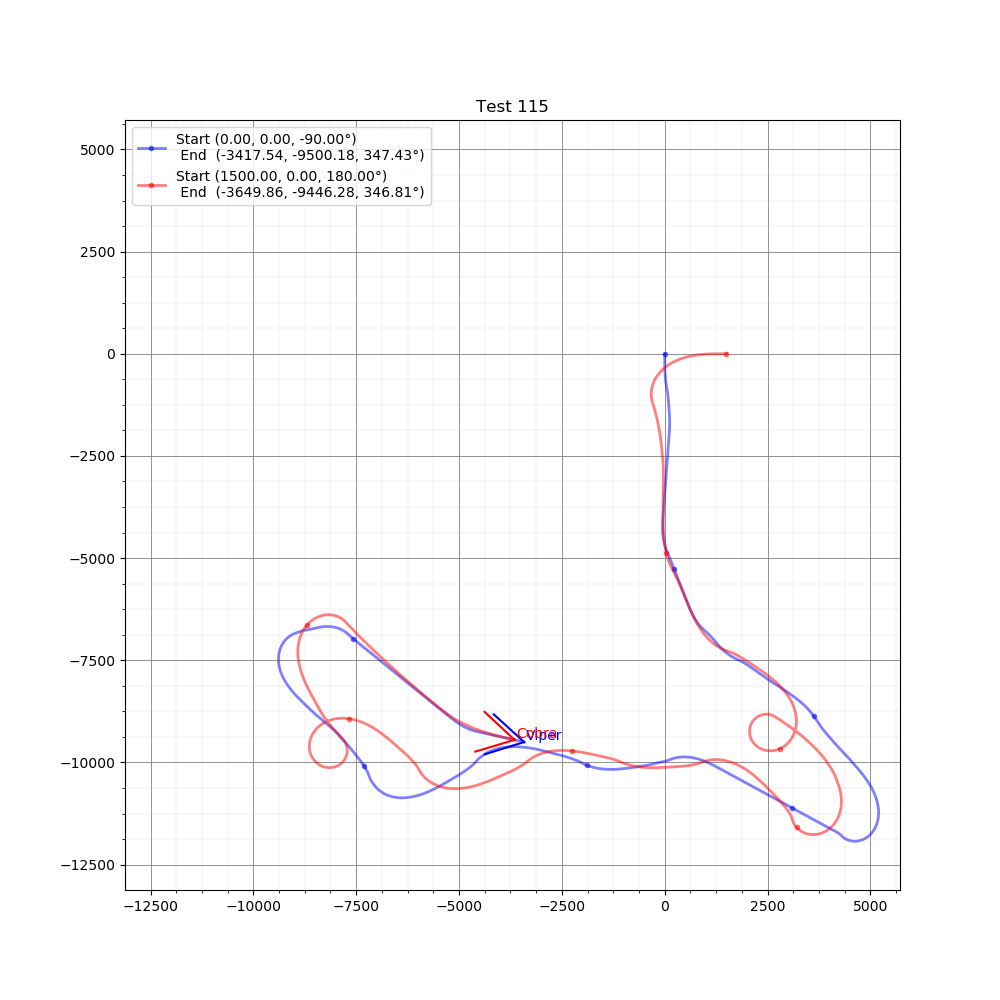 Test 115
Start (0.00, 0.00, -90.00°)
End  (-3417.54, -9500.18, 347.43°)
Start (1500.00, 0.00, 180.00°)
End  (-3649.86, -9446.28, 346.81°)
5000
2500
0
−2500
−5000
−7500
−10000
−12500
Cobra
Viper
−12500 −10000 −7500 −5000 −2500 0 2500 5000